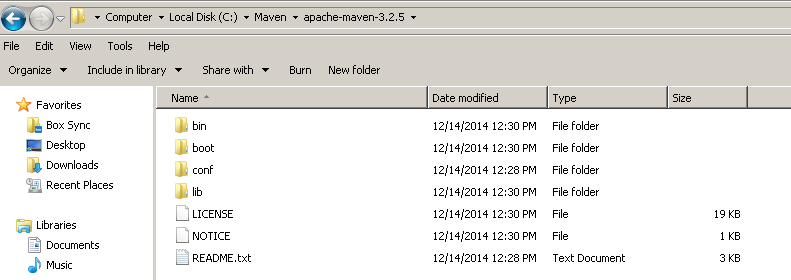 Computer Local Disk (C:) Maven apache-maven-3.2.5
File Edit View Tools Help
Organize Include in library Share with Burn New folder
Favorites
Box Sync
Desktop
Downloads
Recent Places
Libraries
Documents
Music
Name Date modified Type Size
bin 12/14/2014 12:30 PM File folder
boot 12/14/2014 12:30 PM File folder
conf 12/14/2014 12:28 PM File folder
lib 12/14/2014 12:30 PM File folder
LICENSE 12/14/2014 12:30 PM File 19 KB
NOTICE 12/14/2014 12:30 PM File 1 KB
README.txt 12/14/2014 12:28 PM Text Document 3 KB